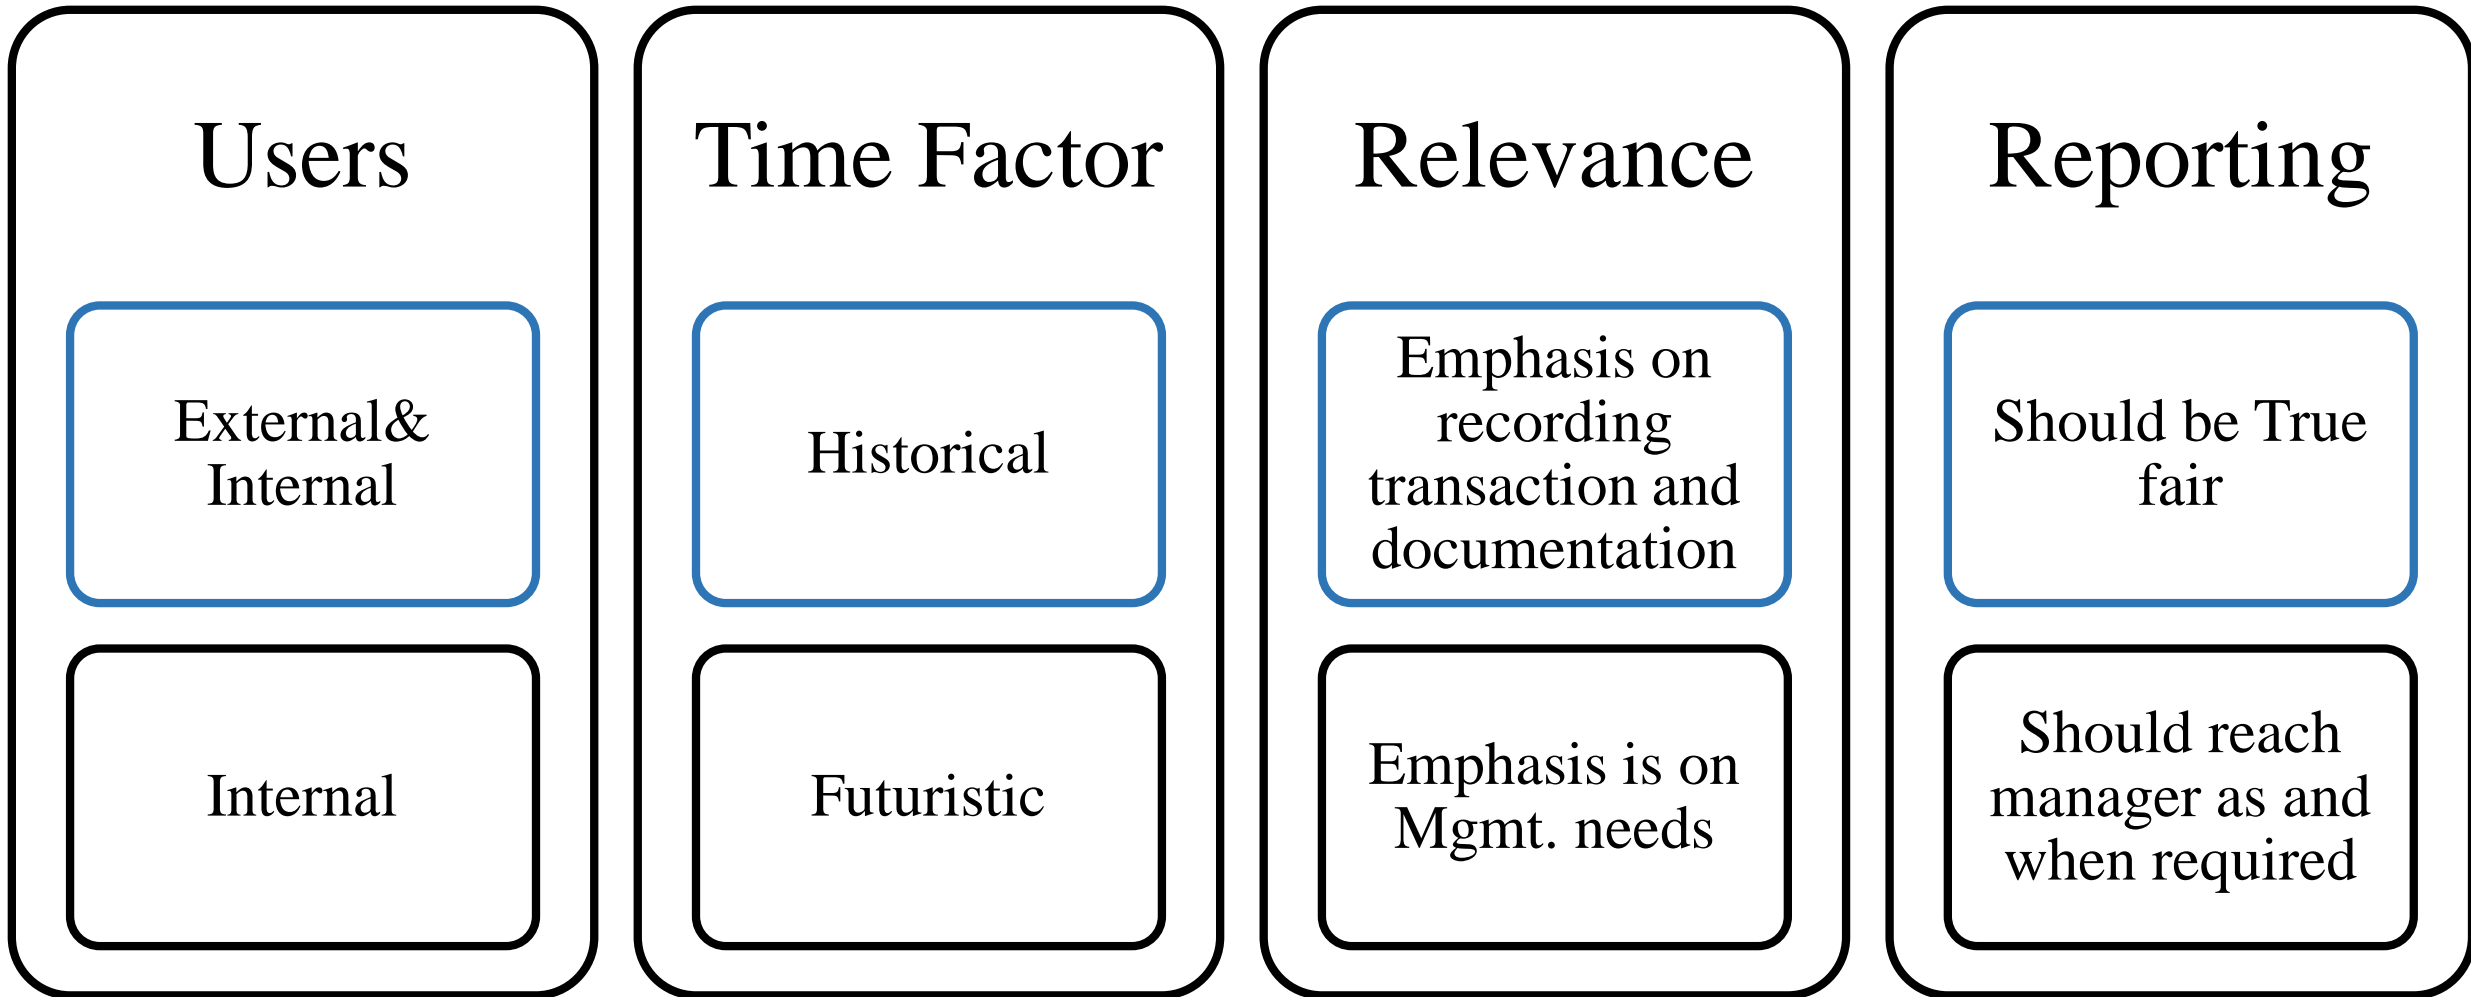 Users
External&
Internal
Internal
Time Factor
Historical
Futuristic
Relevance
Emphasis on
recording
transaction and
documentation
Emphasis is on
Mgmt. needs
Reporting
Should be True
fair
Should reach
manager as and
when required